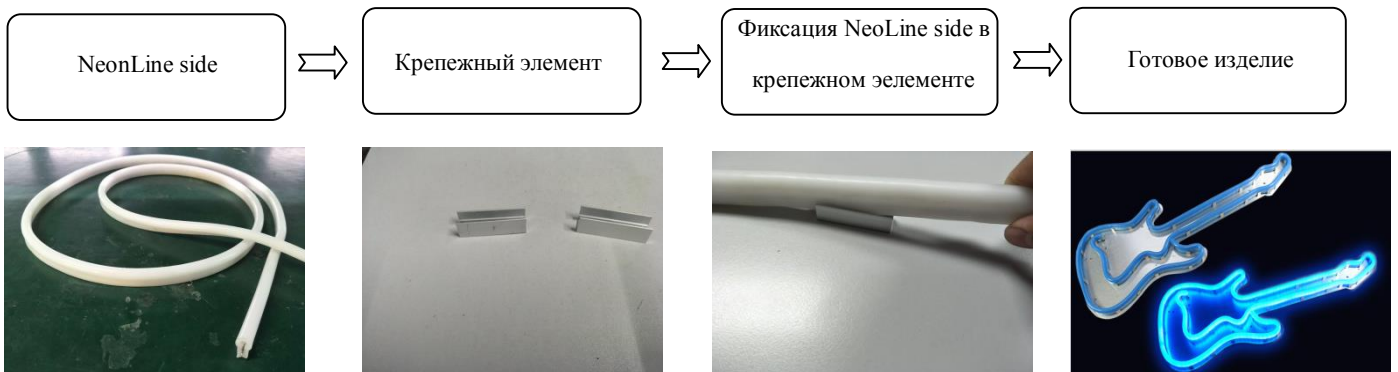 NeonLine side
Крепежный элемент
Фиксация NeoLine side в
крепежном эелементе
Готовое изделие